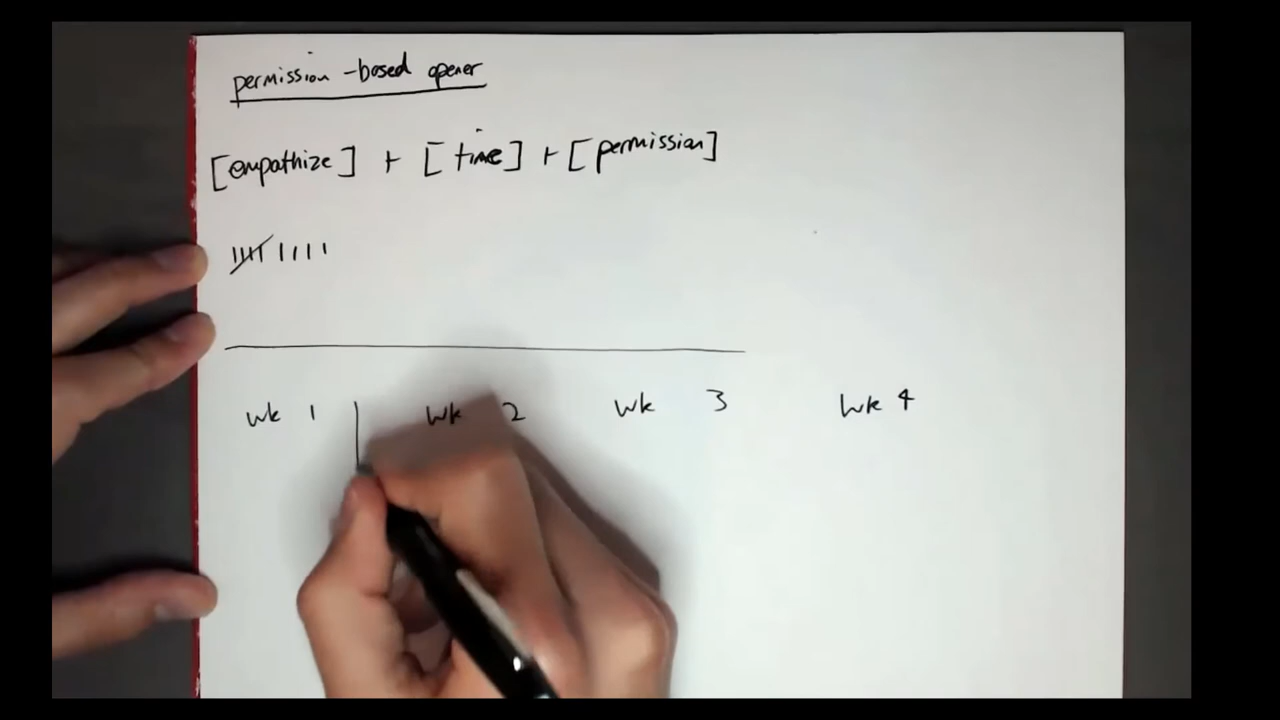 permission-based opener
[empathize] + [time] + [permission]
wk 1 wk 2 wk 3 wk 4